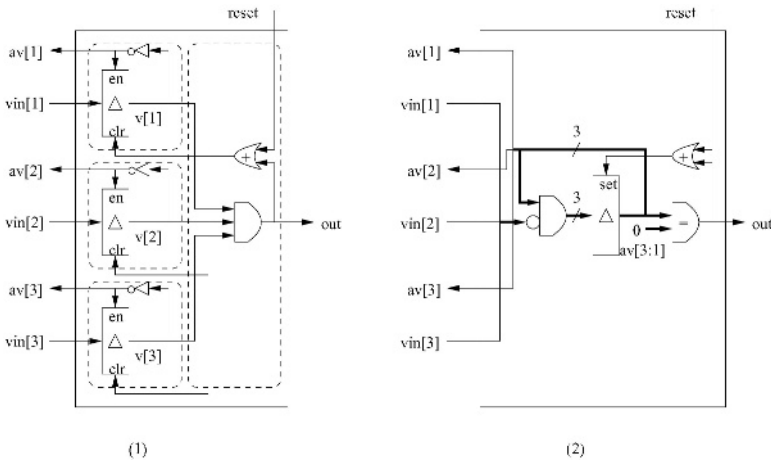 reset
av[1]
en
vin[1]
v[1]
clr
+
av[2]
en
vin[2]
v[2]
out
clr
av[3]
en
vin[3]
v[3]
clr
(1)
reset
av[1]
vin[1]
3
av[2]
+
set
3
vin[2]
0
=
out
av[3:1]
av[3]
vin[3]
(2)